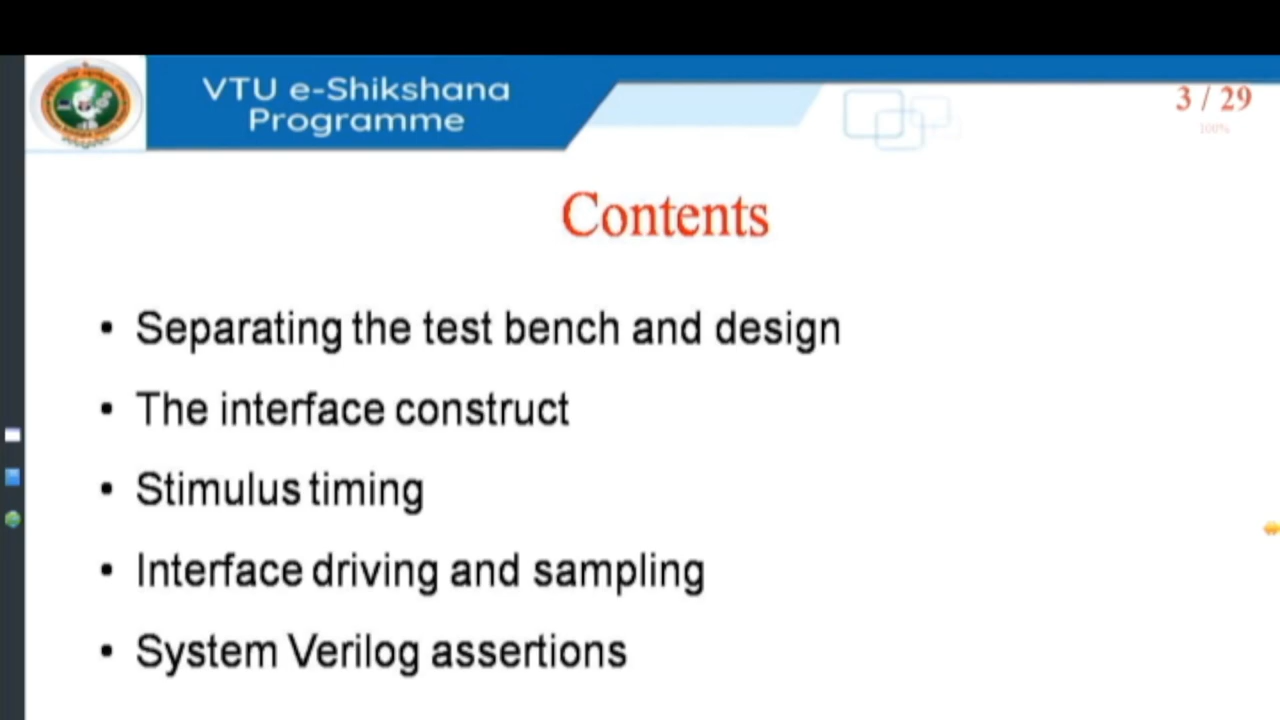 VTU e-Shikshana
Programme
3 / 29
100%
Contents
• Separating the test bench and design
• The interface construct
• Stimulus timing
• Interface driving and sampling
• System Verilog assertions